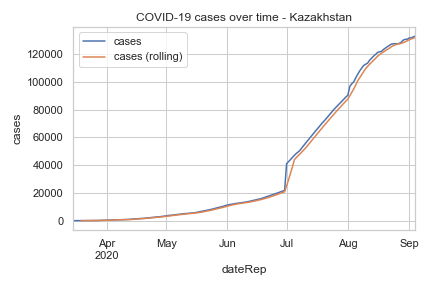 COVID-19 cases over time - Kazakhstan
cases
cases (rolling)
120000
100000
80000
60000
40000
20000
0
cases
Apr
2020
May
Jun
Jul
Aug
Sep
dateRep